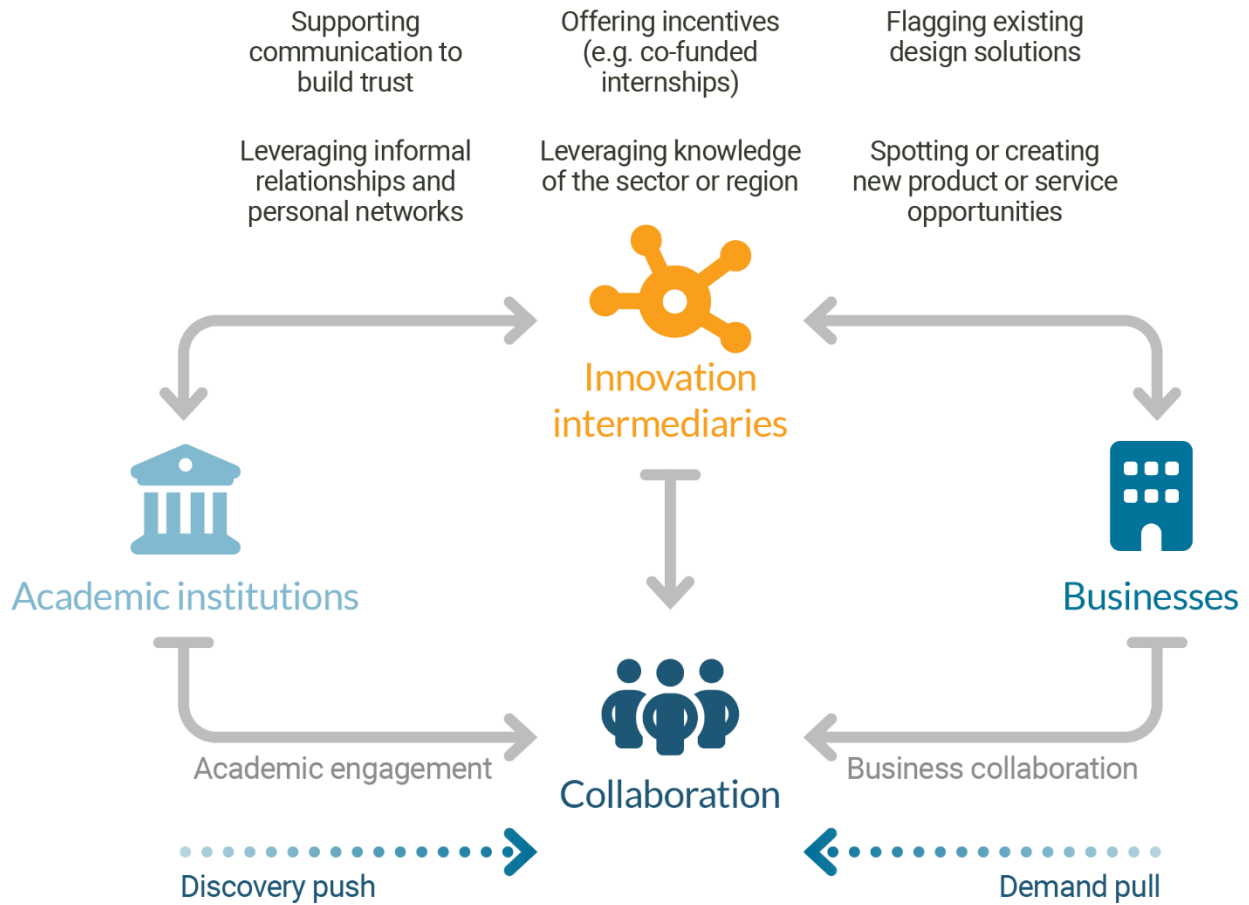 Supporting
communication to
build trust
Offering incentives
(e.g. co-funded
internships)
Flagging existing
design solutions
Leveraging informal
relationships and
personal networks
Leveraging knowledge
of the sector or region
Spotting or creating
new product or service
opportunities
Innovation
intermediaries
Academic institutions
Businesses
Academic engagement
Business collaboration
Collaboration
Discovery push
Demand pull